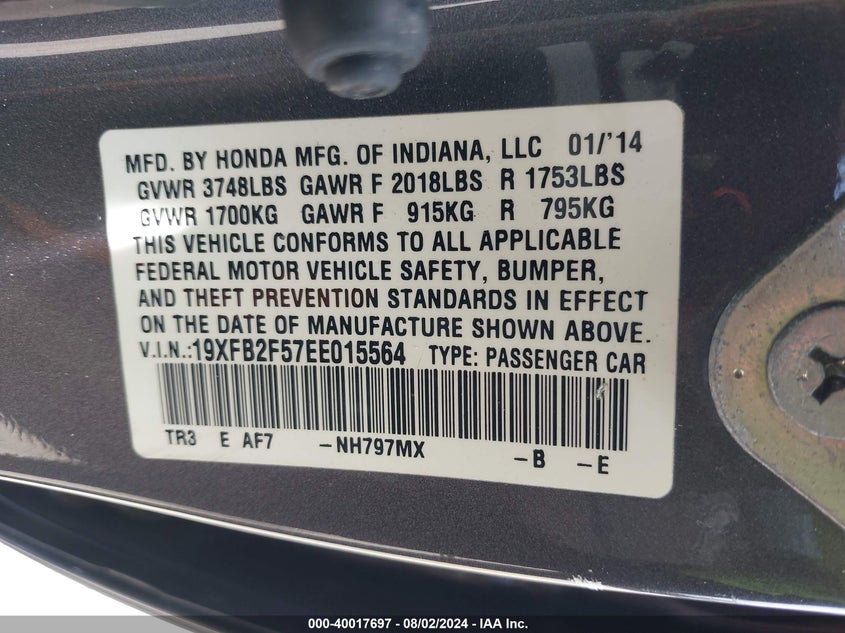 MFD. BY HONDA MFG. OF INDIANA, LLC 01/'14
GVWR 3748LBS GAWR F 2018LBS R 1753LBS
GVWR 1700KG GAWR F 915KG R 795KG
THIS VEHICLE CONFORMS TO ALL APPLICABLE
FEDERAL MOTOR VEHICLE SAFETY, BUMPER,
AND THEFT PREVENTION STANDARDS IN EFFECT
ON THE DATE OF MANUFACTURE SHOWN ABOVE.
V.I.N.:19XFB2F57EE015564 TYPE: PASSENGER CAR
TR3 E AF7 -NH797MX -B -E
000-40017697 - 08/02/2024 - IAA Inc.